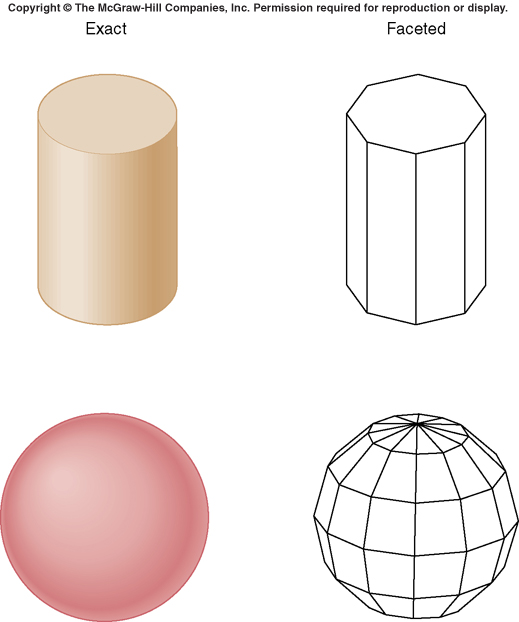 Copyright © The McGraw-Hill Companies, Inc. Permission required for reproduction or display.
Exact
Faceted